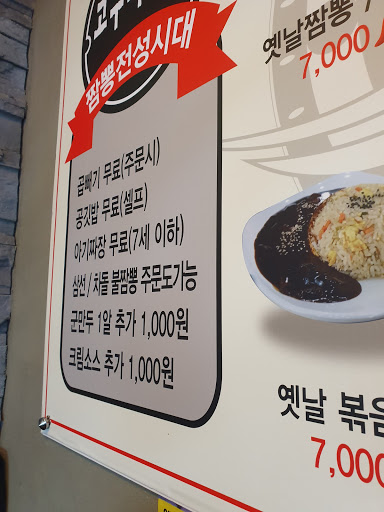 짬뽕전성시대
곱빼기 무료(주문시)
공깃밥 무료(셀프)
아기짜장 무료(7세 이하)
삼선 / 차돌 불짬뽕 주문도가능
군만두 1알 추가 1,000원
크림소스 추가 1,000원
옛날짬뽕
7,000
옛날 볶음
7,000